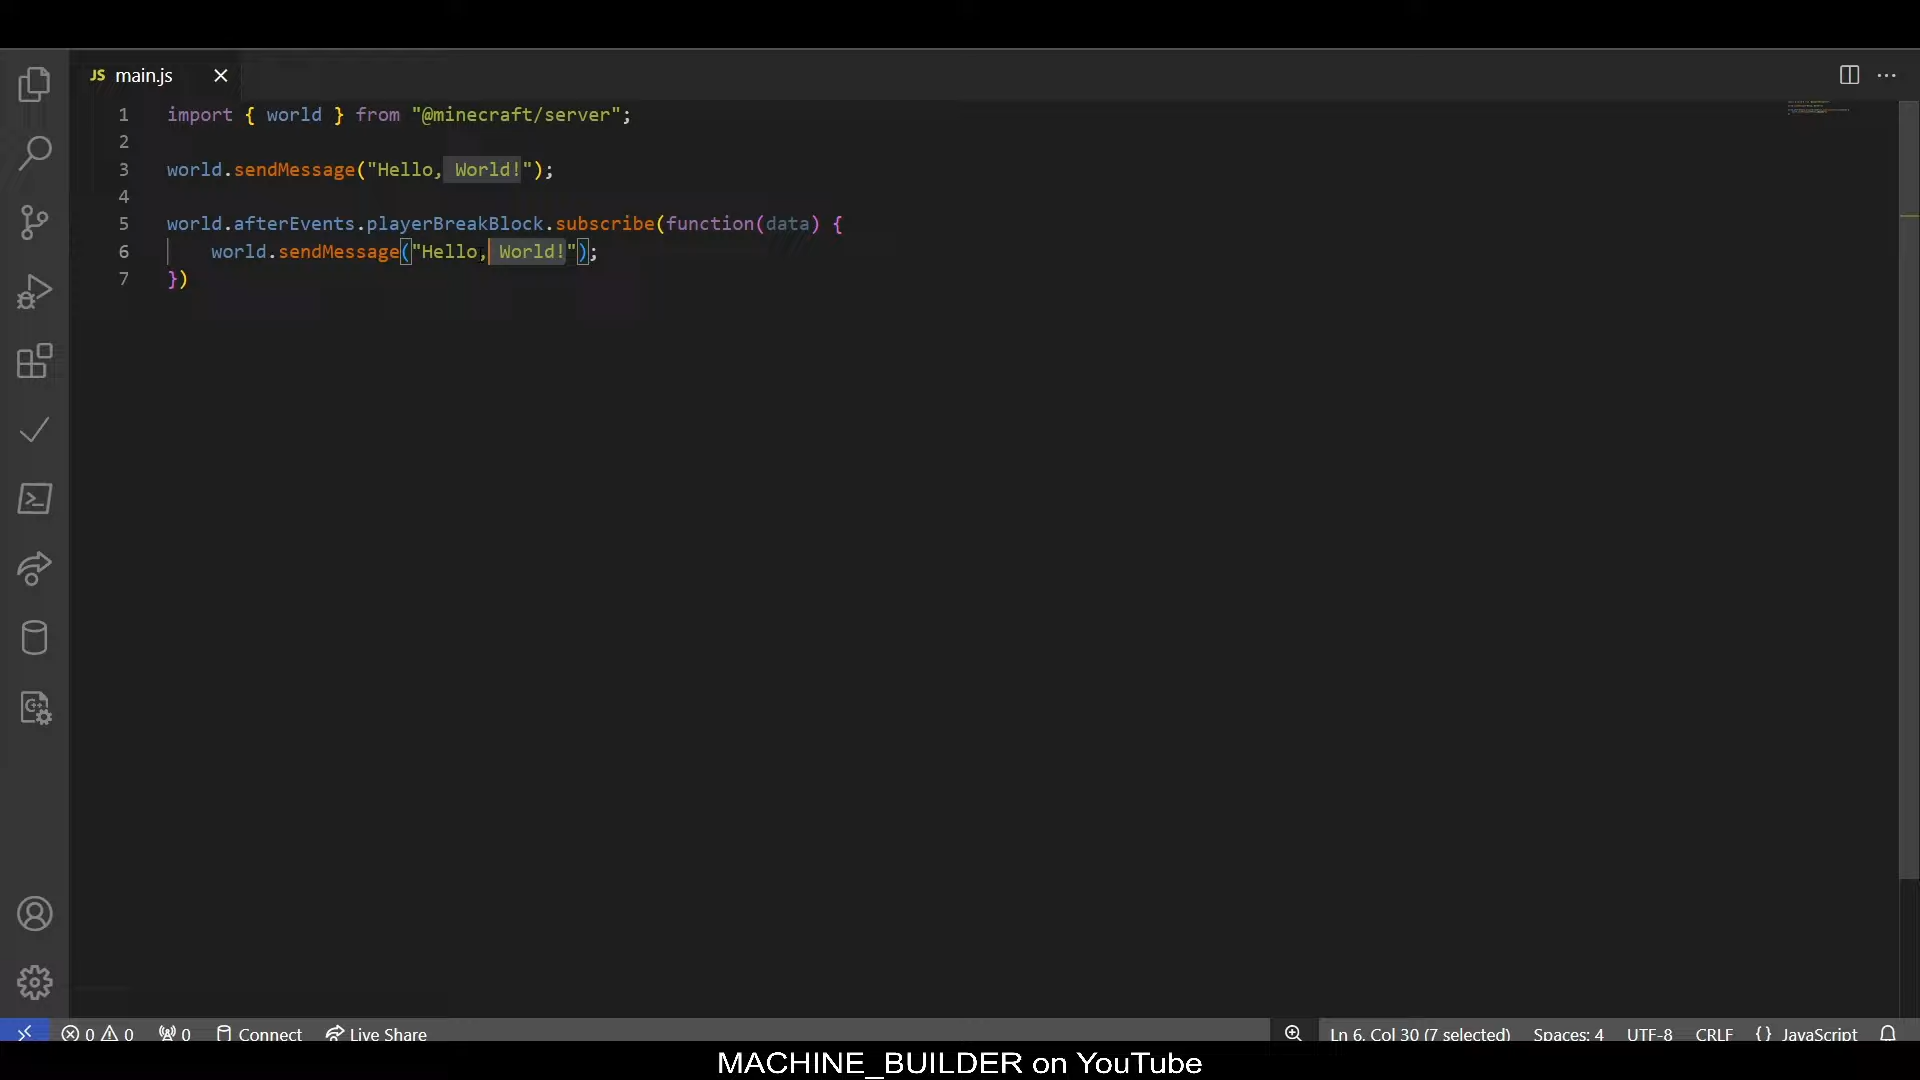 JS main.js
1 import { world } from "@minecraft/server";
2
3 world.sendMessage("Hello, World!");
4
5 world.afterEvents.playerBreakBlock.subscribe(function(data) {
6     world.sendMessage("Hello, World!");
7 })
0 0 0 Connect Live Share Ln 6, Col 30 (7 selected) Spaces: 4 UTF-8 CRLF {} JavaScript
MACHINE_BUILDER on YouTube